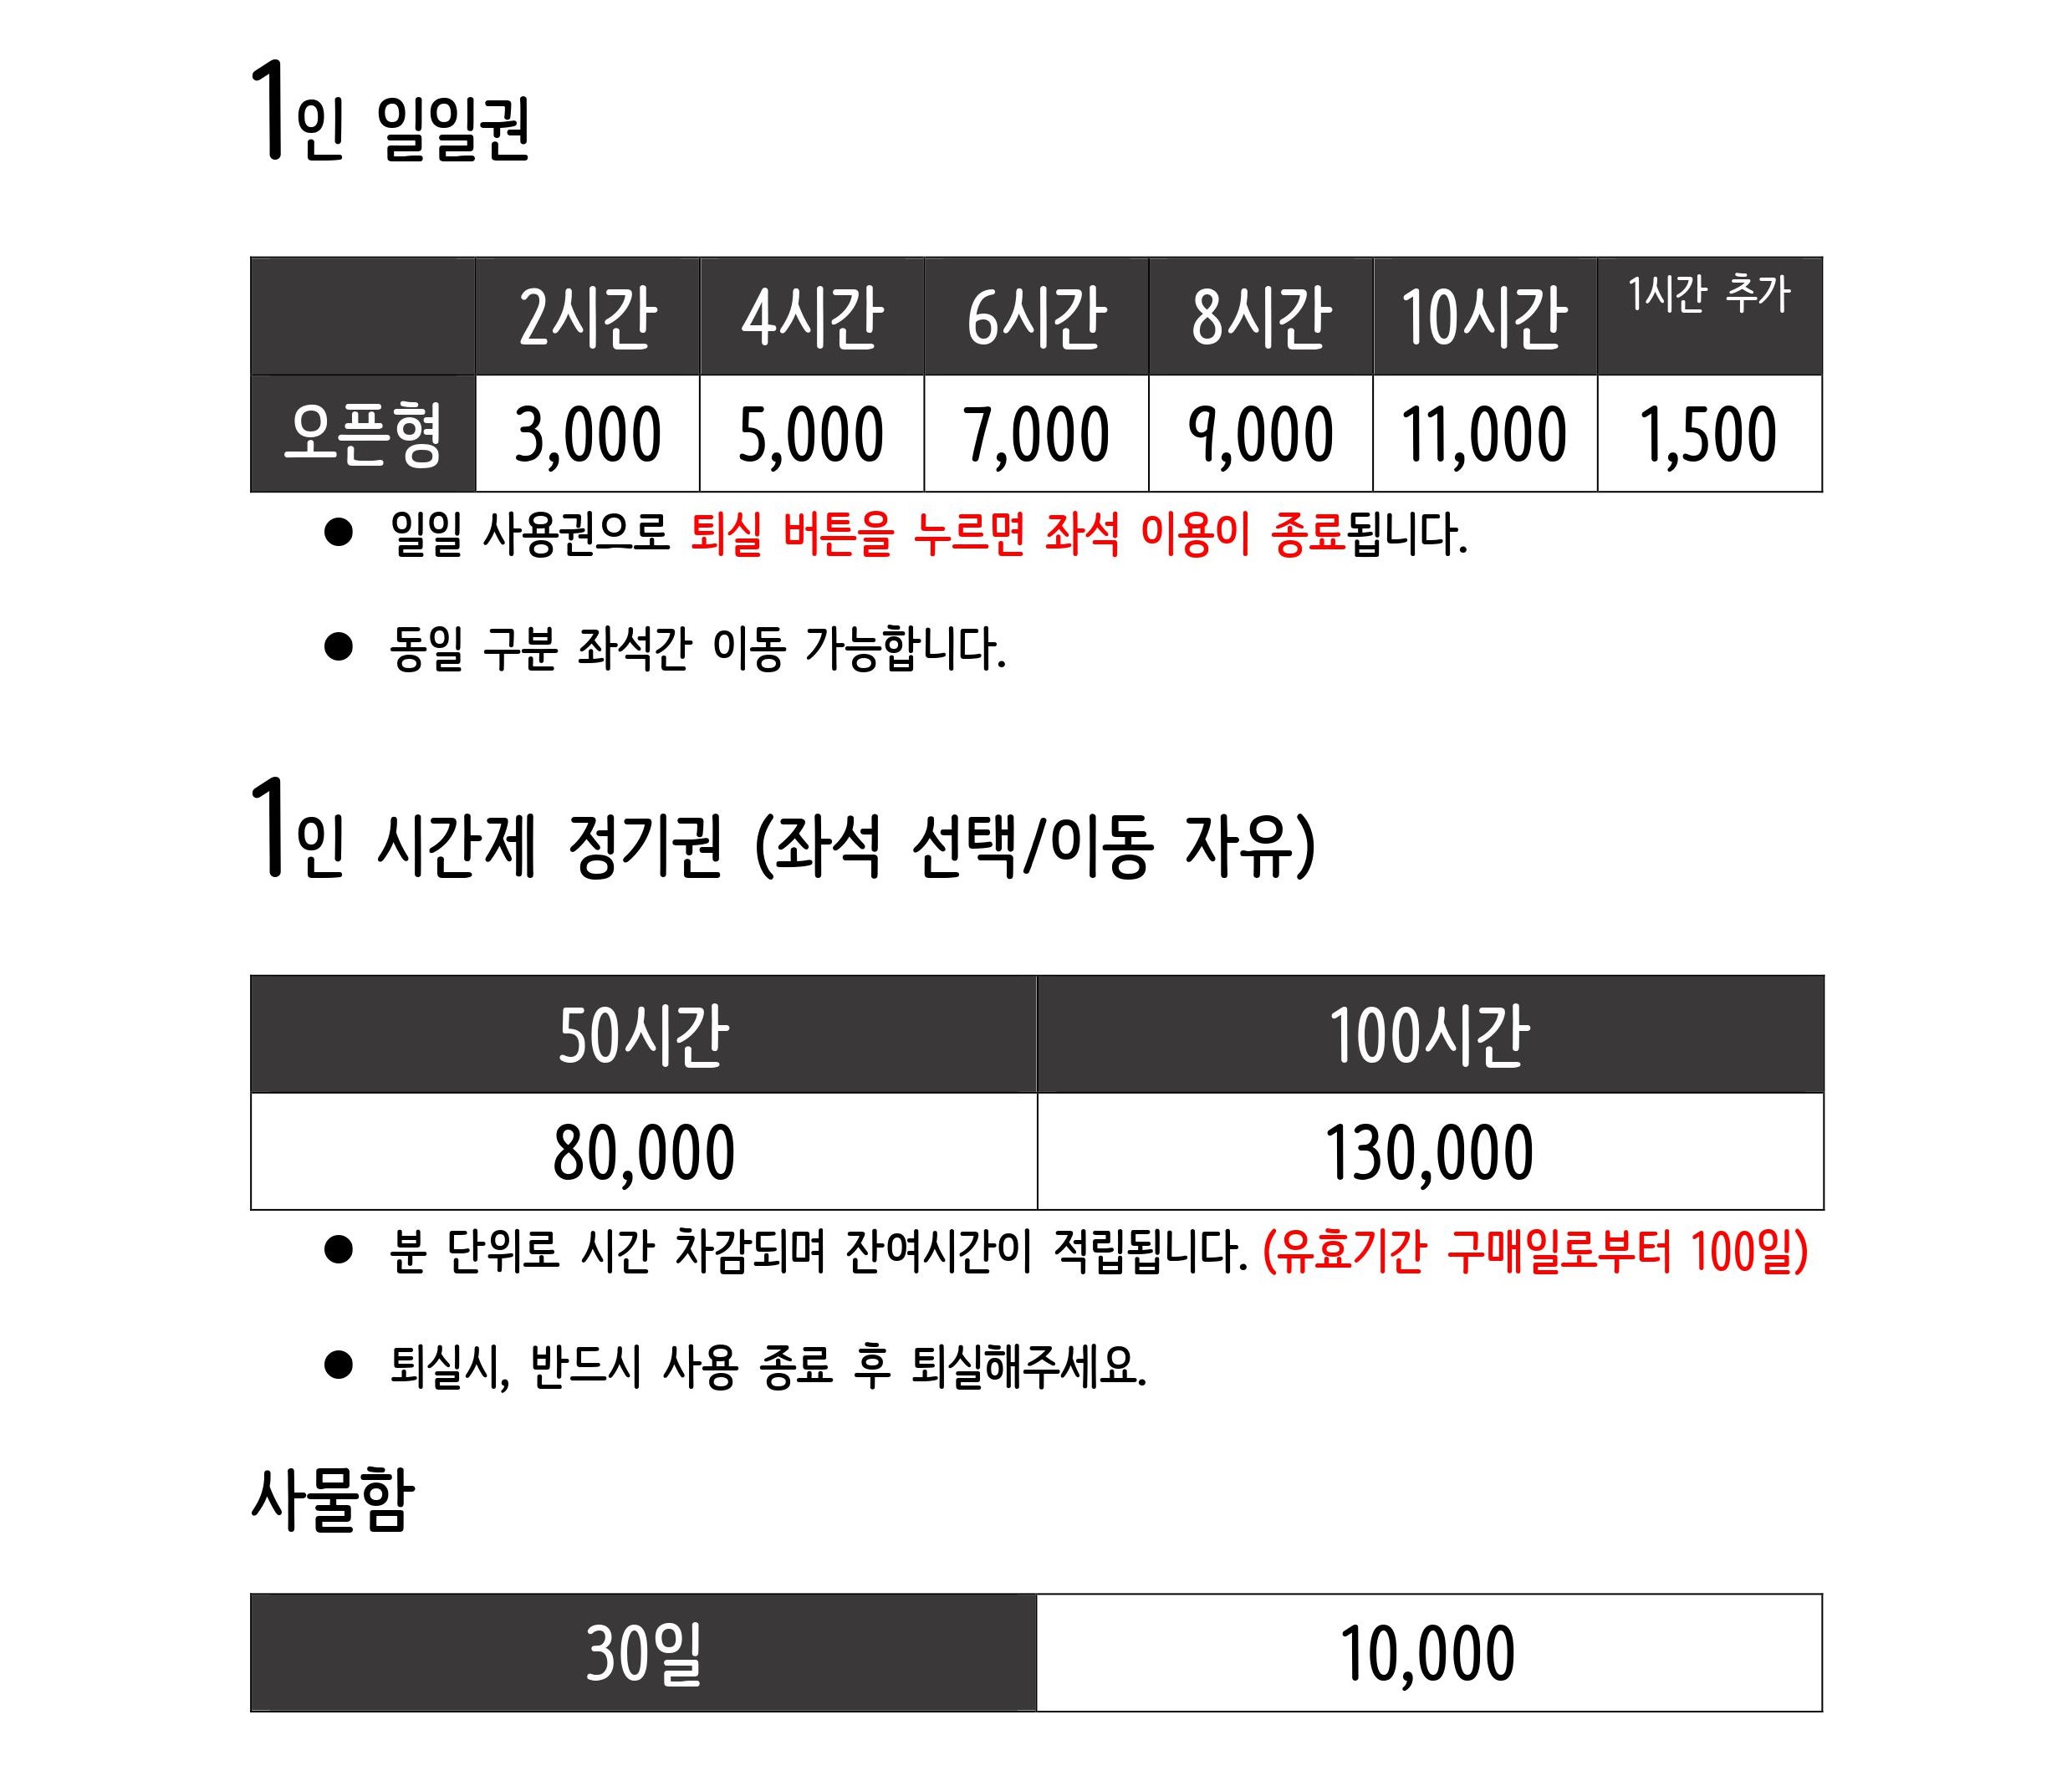 1인 일일권
2시간 4시간 6시간 8시간 10시간 1시간 추가
오픈형 3,000 5,000 7,000 9,000 11,000 1,500
● 일일 사용권으로 퇴실 버튼을 누르면 좌석 이용이 종료됩니다.
● 동일 구분 좌석간 이동 가능합니다.
1인 시간제 정기권 (좌석 선택/이동 자유)
50시간 100시간
80,000 130,000
● 분 단위로 시간 차감되며 잔여시간이 적립됩니다. (유효기간 구매일로부터 100일)
● 퇴실시, 반드시 사용 종료 후 퇴실해주세요.
사물함
30일 10,000